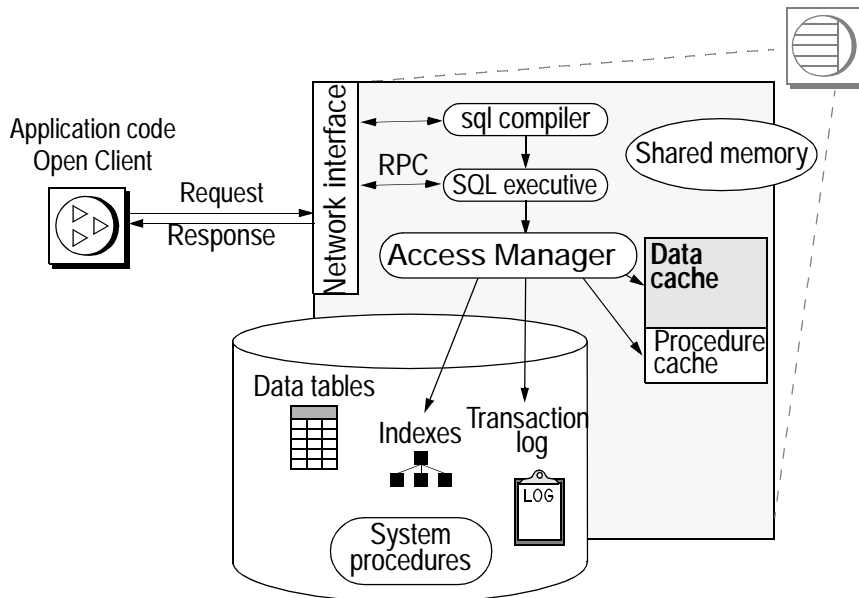 Application code
Open Client
Request
Response
Network interface
sql compiler
RPC
SQL executive
Shared memory
Access Manager
Data
cache
Procedure
cache
Data tables
Indexes
Transaction
log
LOG
System
procedures